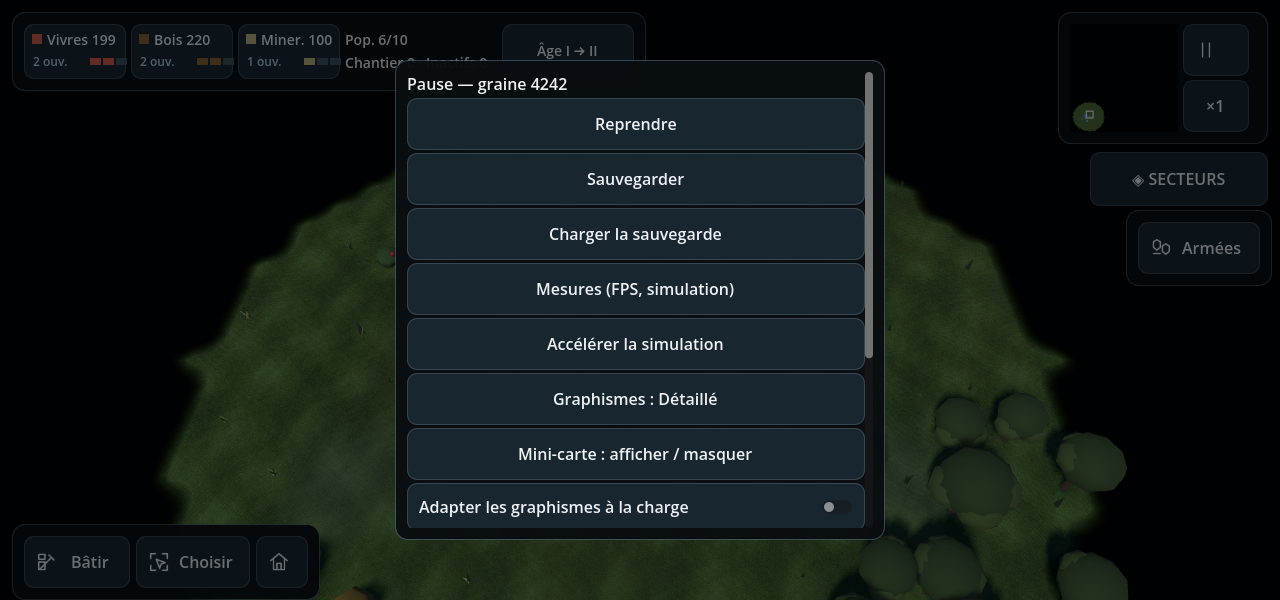 Vivres 199
2 ouv.
Bois 220
2 ouv.
Miner. 100
1 ouv.
Pop. 6/10
Chantier
Âge I → II
×1
◈ SECTEURS
Armées
Pause — graine 4242
Reprendre
Sauvegarder
Charger la sauvegarde
Mesures (FPS, simulation)
Accélérer la simulation
Graphismes : Détaillé
Mini-carte : afficher / masquer
Adapter les graphismes à la charge
Bâtir
Choisir